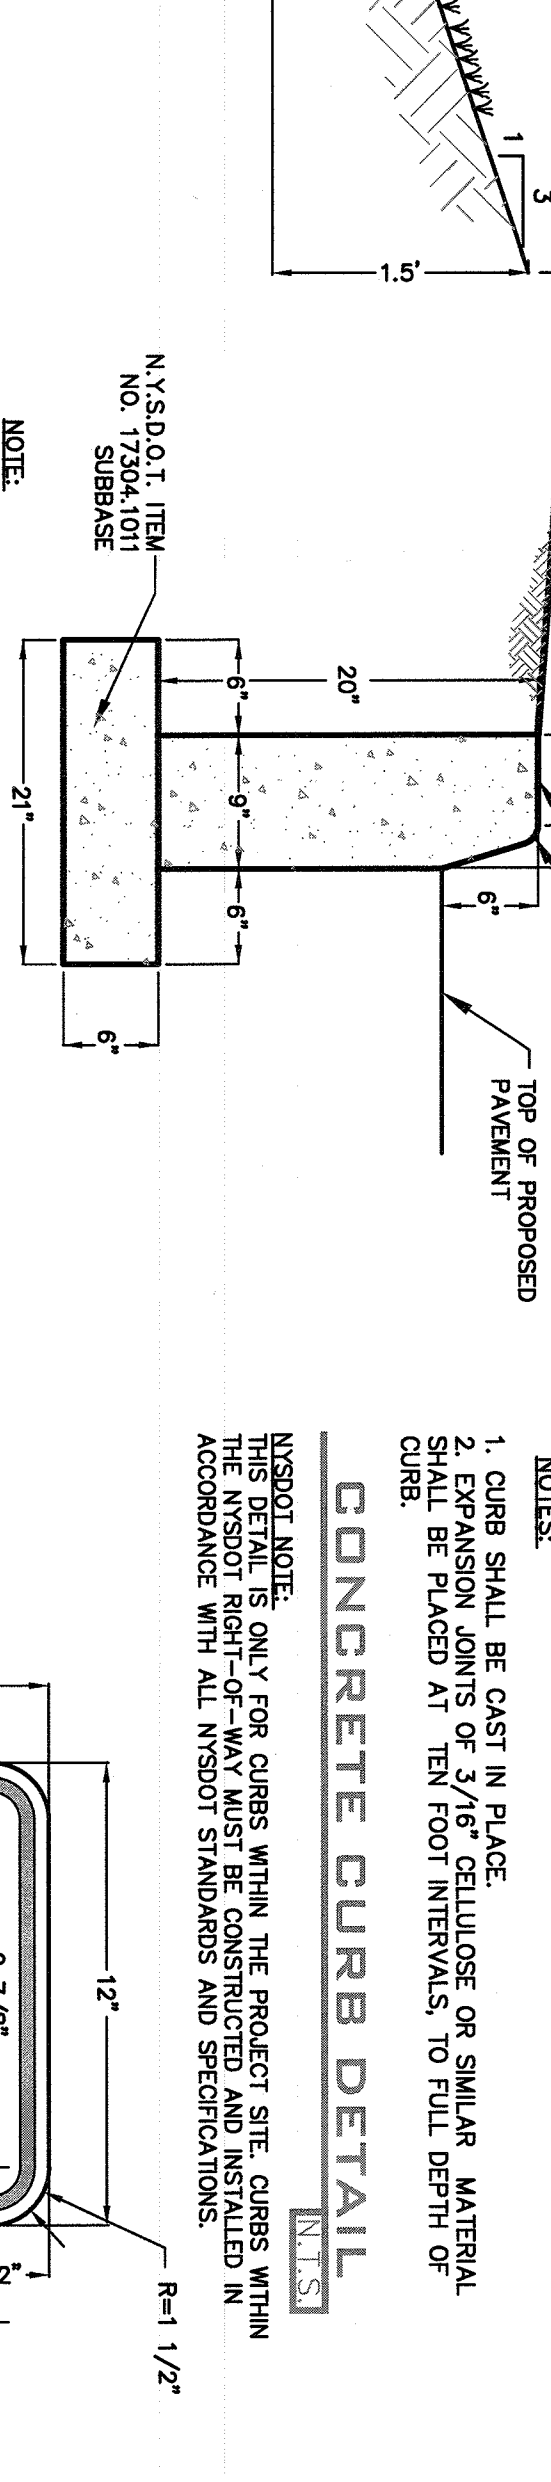 1
3
1.5'
N.Y.S.D.O.T. ITEM
NO. 17304.1011
SUBBASE
NOTE:
20"
6"
9"
6"
6"
21"
6"
TOP OF PROPOSED
PAVEMENT
NOTES:
1. CURB SHALL BE CAST IN PLACE.
2. EXPANSION JOINTS OF 3/16" CELLULOSE OR SIMILAR MATERIAL
SHALL BE PLACED AT TEN FOOT INTERVALS, TO FULL DEPTH OF
CURB.
CONCRETE CURB DETAIL
N.T.S.
NYSDOT NOTE:
THIS DETAIL IS ONLY FOR CURBS WITHIN THE PROJECT SITE. CURBS WITHIN
THE NYSDOT RIGHT-OF-WAY MUST BE CONSTRUCTED AND INSTALLED IN
ACCORDANCE WITH ALL NYSDOT STANDARDS AND SPECIFICATIONS.
12"
R=1 1/2"